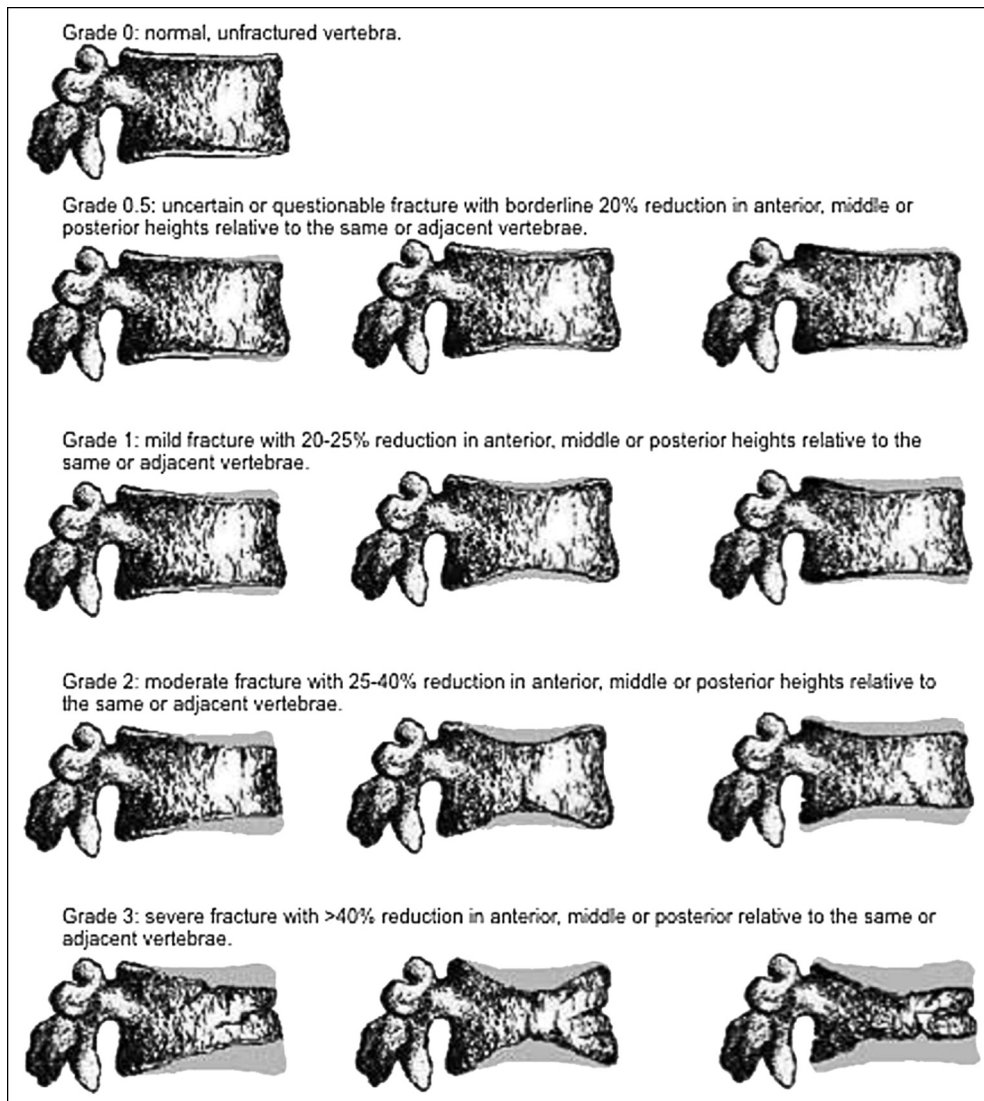 Grade 0: normal, unfractured vertebra.
Grade 0.5: uncertain or questionable fracture with borderline 20% reduction in anterior, middle or
posterior heights relative to the same or adjacent vertebrae.
Grade 1: mild fracture with 20-25% reduction in anterior, middle or posterior heights relative to the
same or adjacent vertebrae.
Grade 2: moderate fracture with 25-40% reduction in anterior, middle or posterior heights relative to
the same or adjacent vertebrae.
Grade 3: severe fracture with >40% reduction in anterior, middle or posterior relative to the same or
adjacent vertebrae.